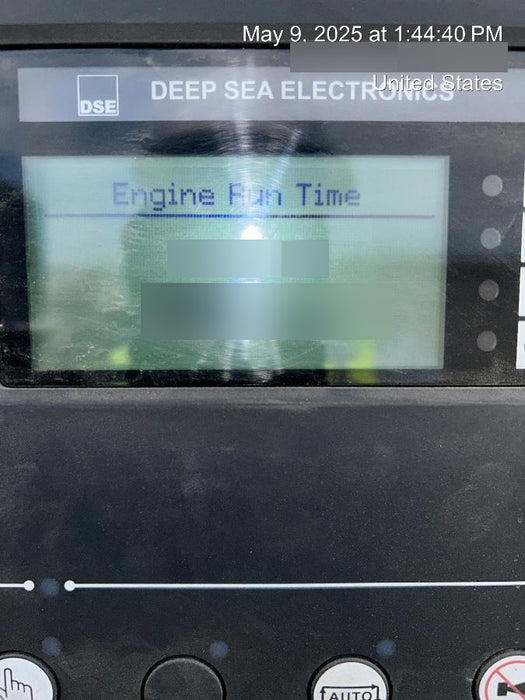 May 9, 2025 at 1:44:40 PM
United States
DSE
DEEP SEA ELECTRONICS
Engine Run Time
AUTO